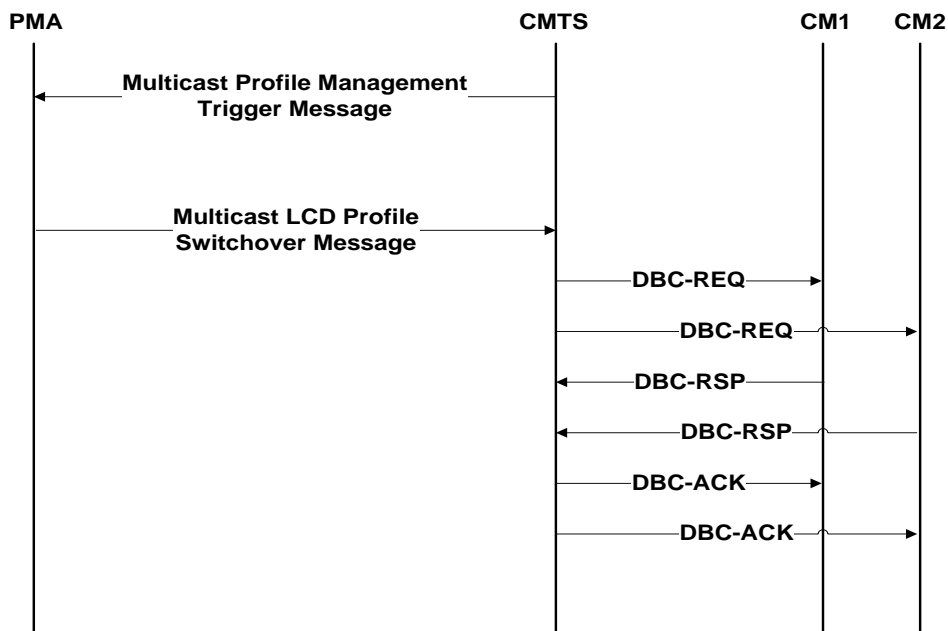 PMA
CMTS
CM1
CM2
Multicast Profile Management
Trigger Message
Multicast LCD Profile
Switchover Message
DBC-REQ
DBC-REQ
DBC-RSP
DBC-RSP
DBC-ACK
DBC-ACK